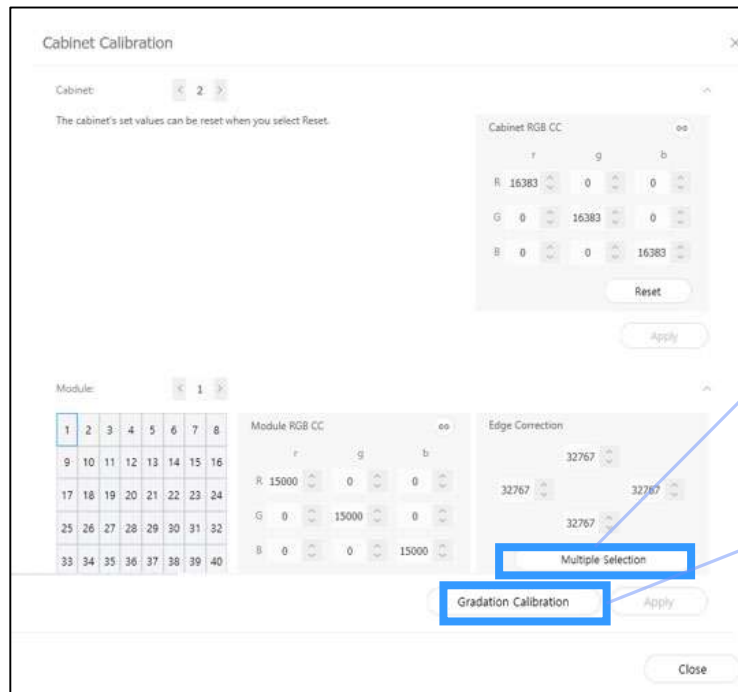 Cabinet Calibration
Cabinet: < 2 >
The cabinet's set values can be reset when you select Reset.
Cabinet RGB CC
r g b
R 16383 0 0
G 0 16383 0
B 0 0 16383
Reset
Apply
Module: < 1 >
1 2 3 4 5 6 7 8
9 10 11 12 13 14 15 16
17 18 19 20 21 22 23 24
25 26 27 28 29 30 31 32
33 34 35 36 37 38 39 40
Module RGB CC
r g b
R 15000 0 0
G 0 15000 0
B 0 0 15000
Edge Correction
32767
32767 32767
32767
Multiple Selection
Gradation Calibration
Apply
Close